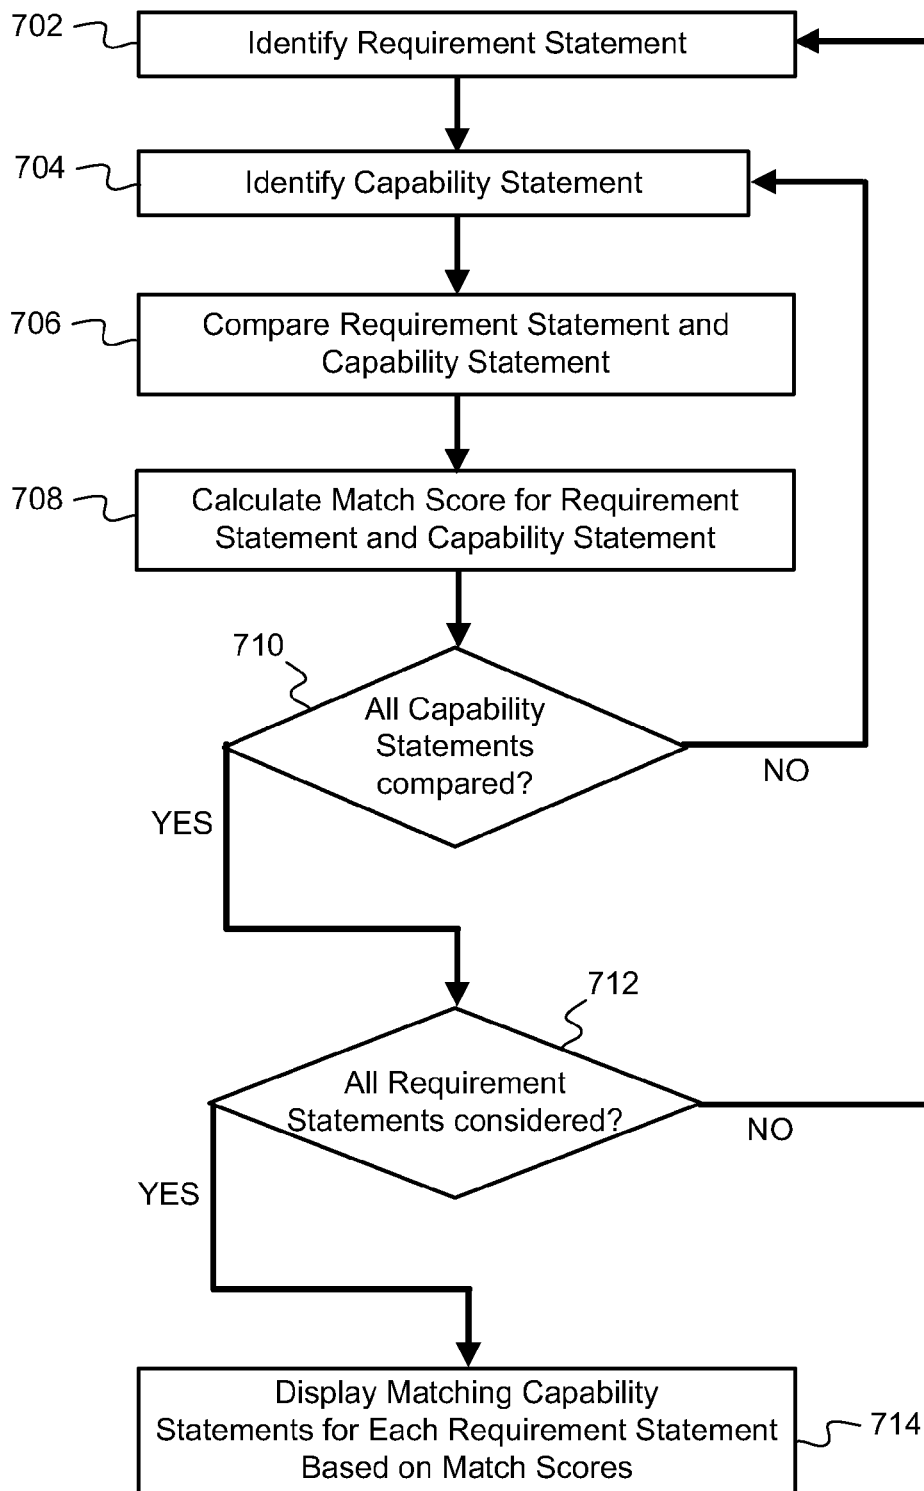 702
Identify Requirement Statement
704
Identify Capability Statement
706
Compare Requirement Statement and
Capability Statement
708
Calculate Match Score for Requirement
Statement and Capability Statement
710
All Capability
Statements
compared?
NO
YES
712
All Requirement
Statements considered?
NO
YES
Display Matching Capability
Statements for Each Requirement Statement
Based on Match Scores
714